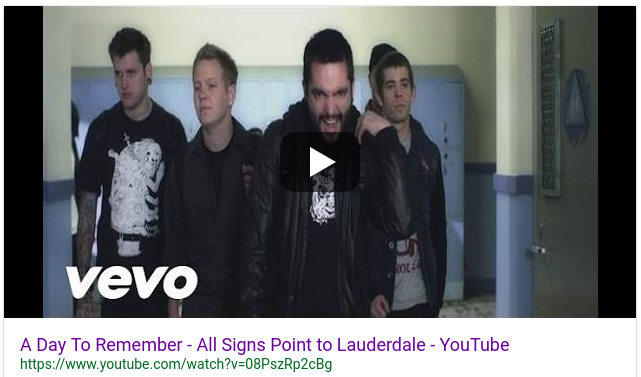 vevo
A Day To Remember - All Signs Point to Lauderdale - YouTube
https://www.youtube.com/watch?v=08PszRp2cBg